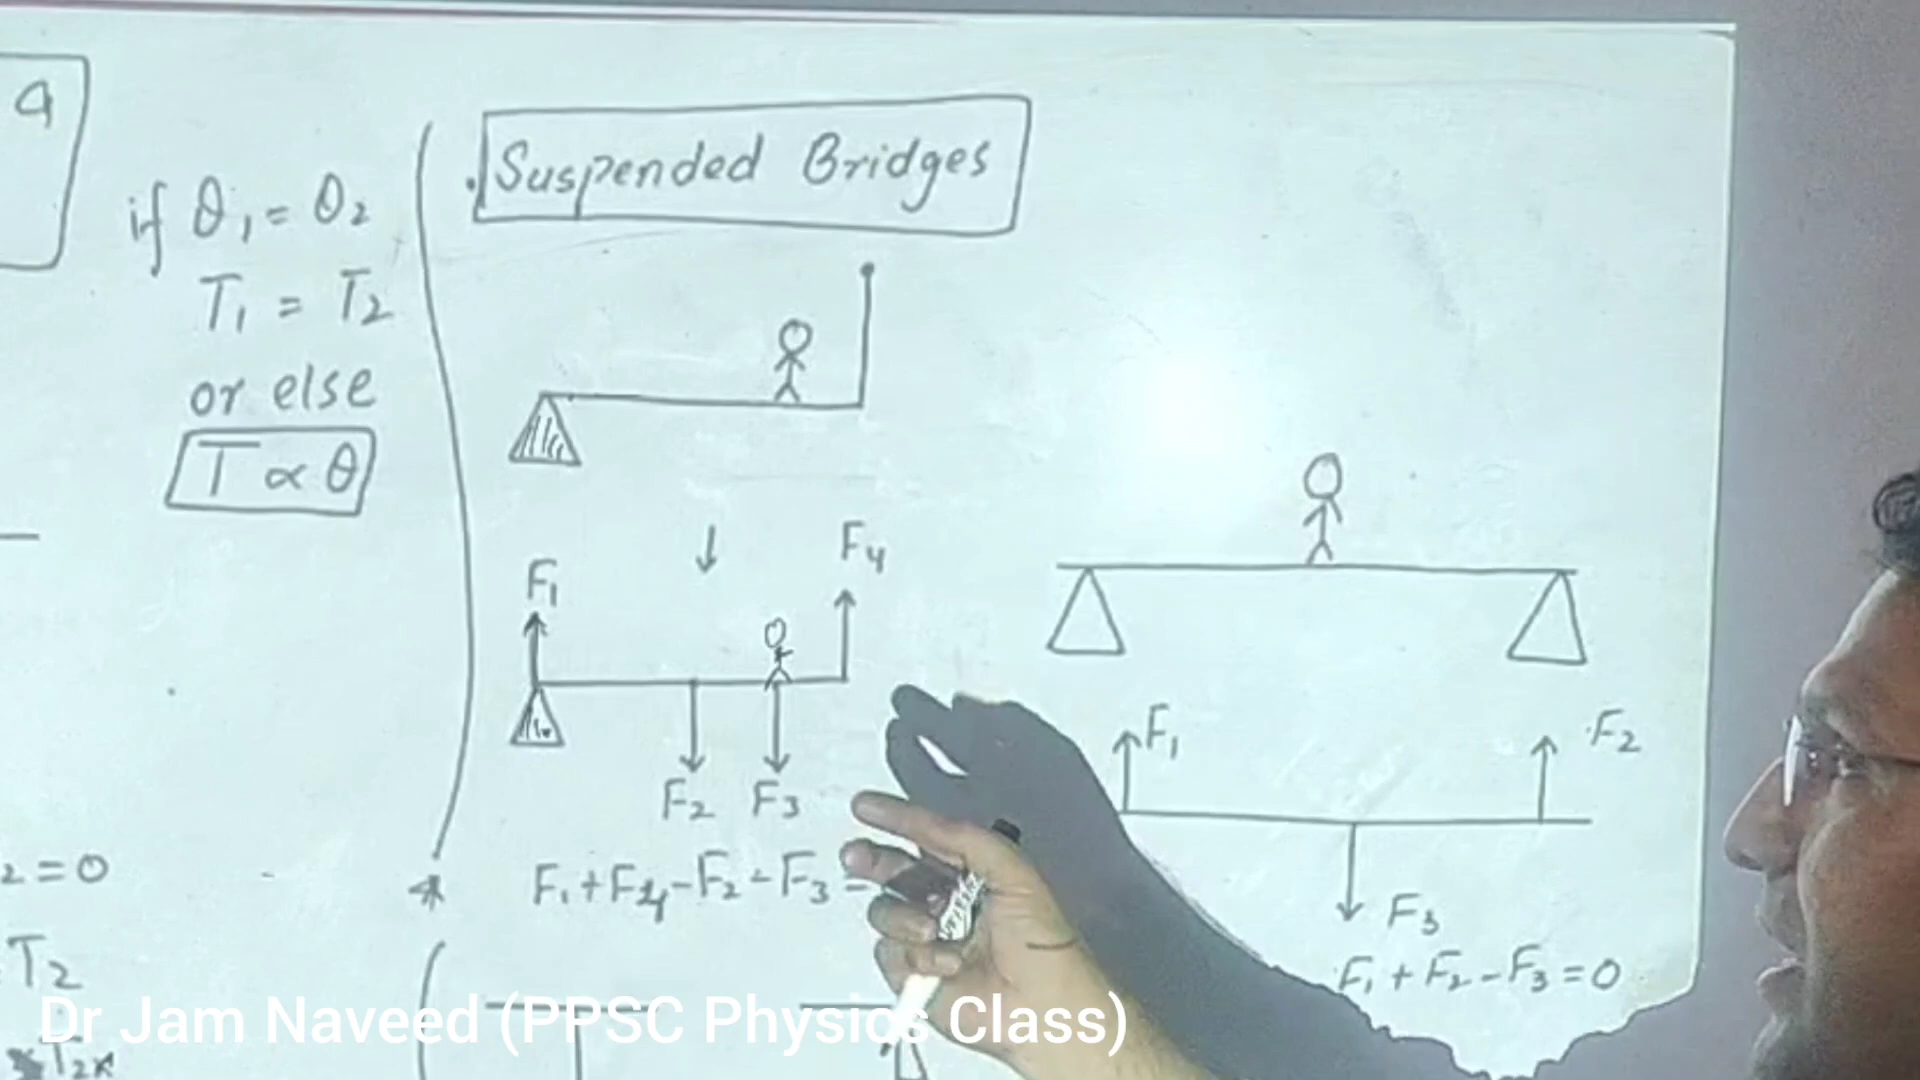 a
if θ₁ = θ₂
T₁ = T₂
or else
T ∝ θ
₂ = 0
T₂
T₂ₓ
. Suspended Bridges
F₁
F₄
F₂ F₃
F₁ + F₄ - F₂ - F₃ =
F₁
F₂
F₃
F₁ + F₂ - F₃ = 0
Dr Jam Naveed (PPSC Physics Class)